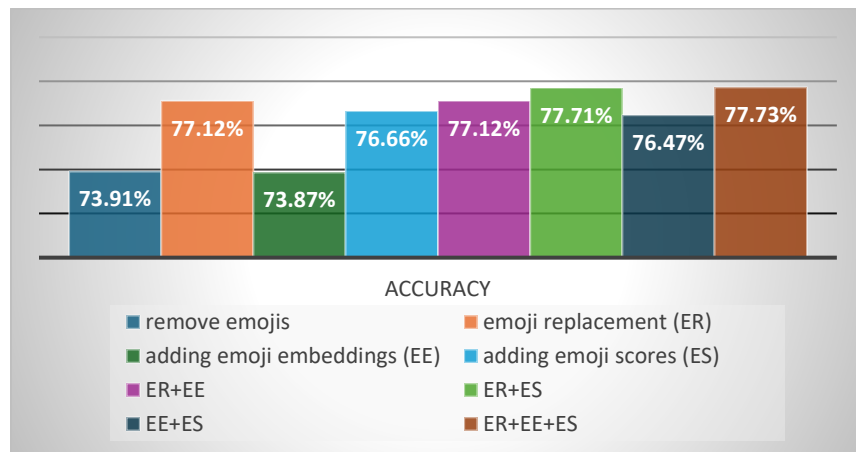 77.12%
77.71%
77.73%
76.66%
77.12%
76.47%
73.91%
73.87%
ACCURACY
remove emojis
emoji replacement (ER)
adding emoji embeddings (EE)
adding emoji scores (ES)
ER+EE
ER+ES
EE+ES
ER+EE+ES